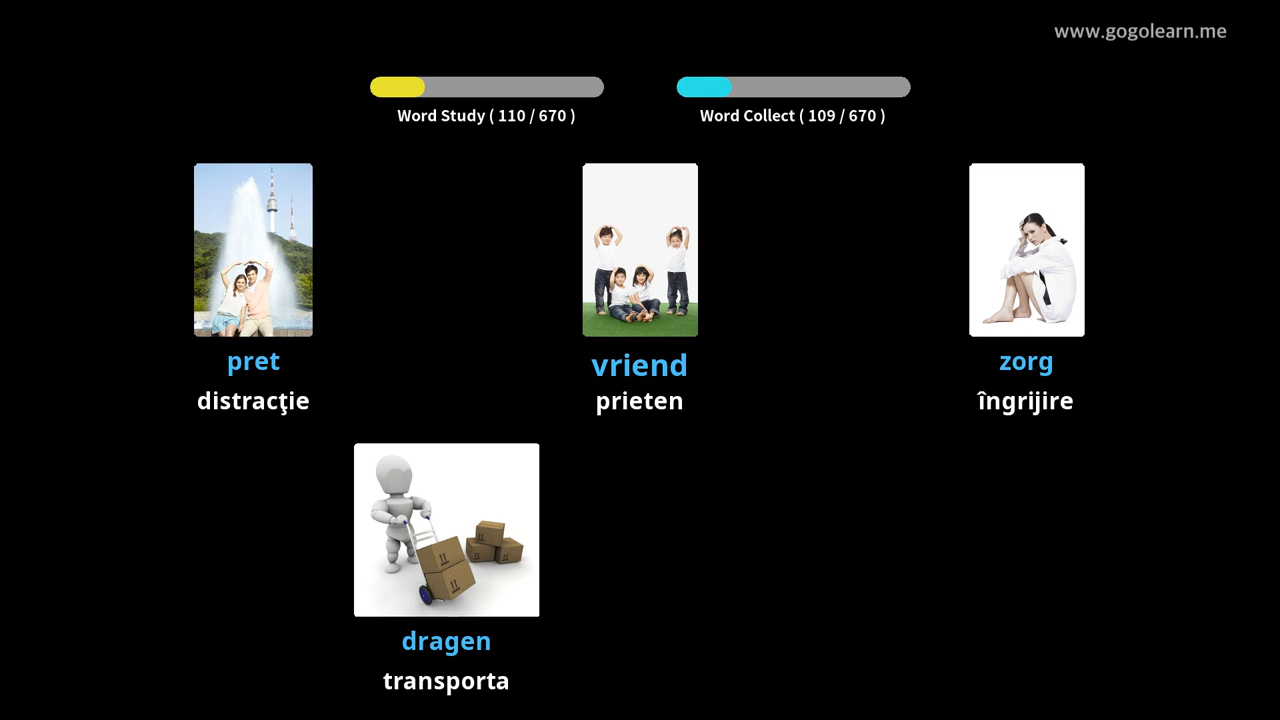 www.gogolearn.me
Word Study ( 110 / 670 )
Word Collect ( 109 / 670 )
pret
distracţie
vriend
prieten
zorg
îngrijire
dragen
transporta